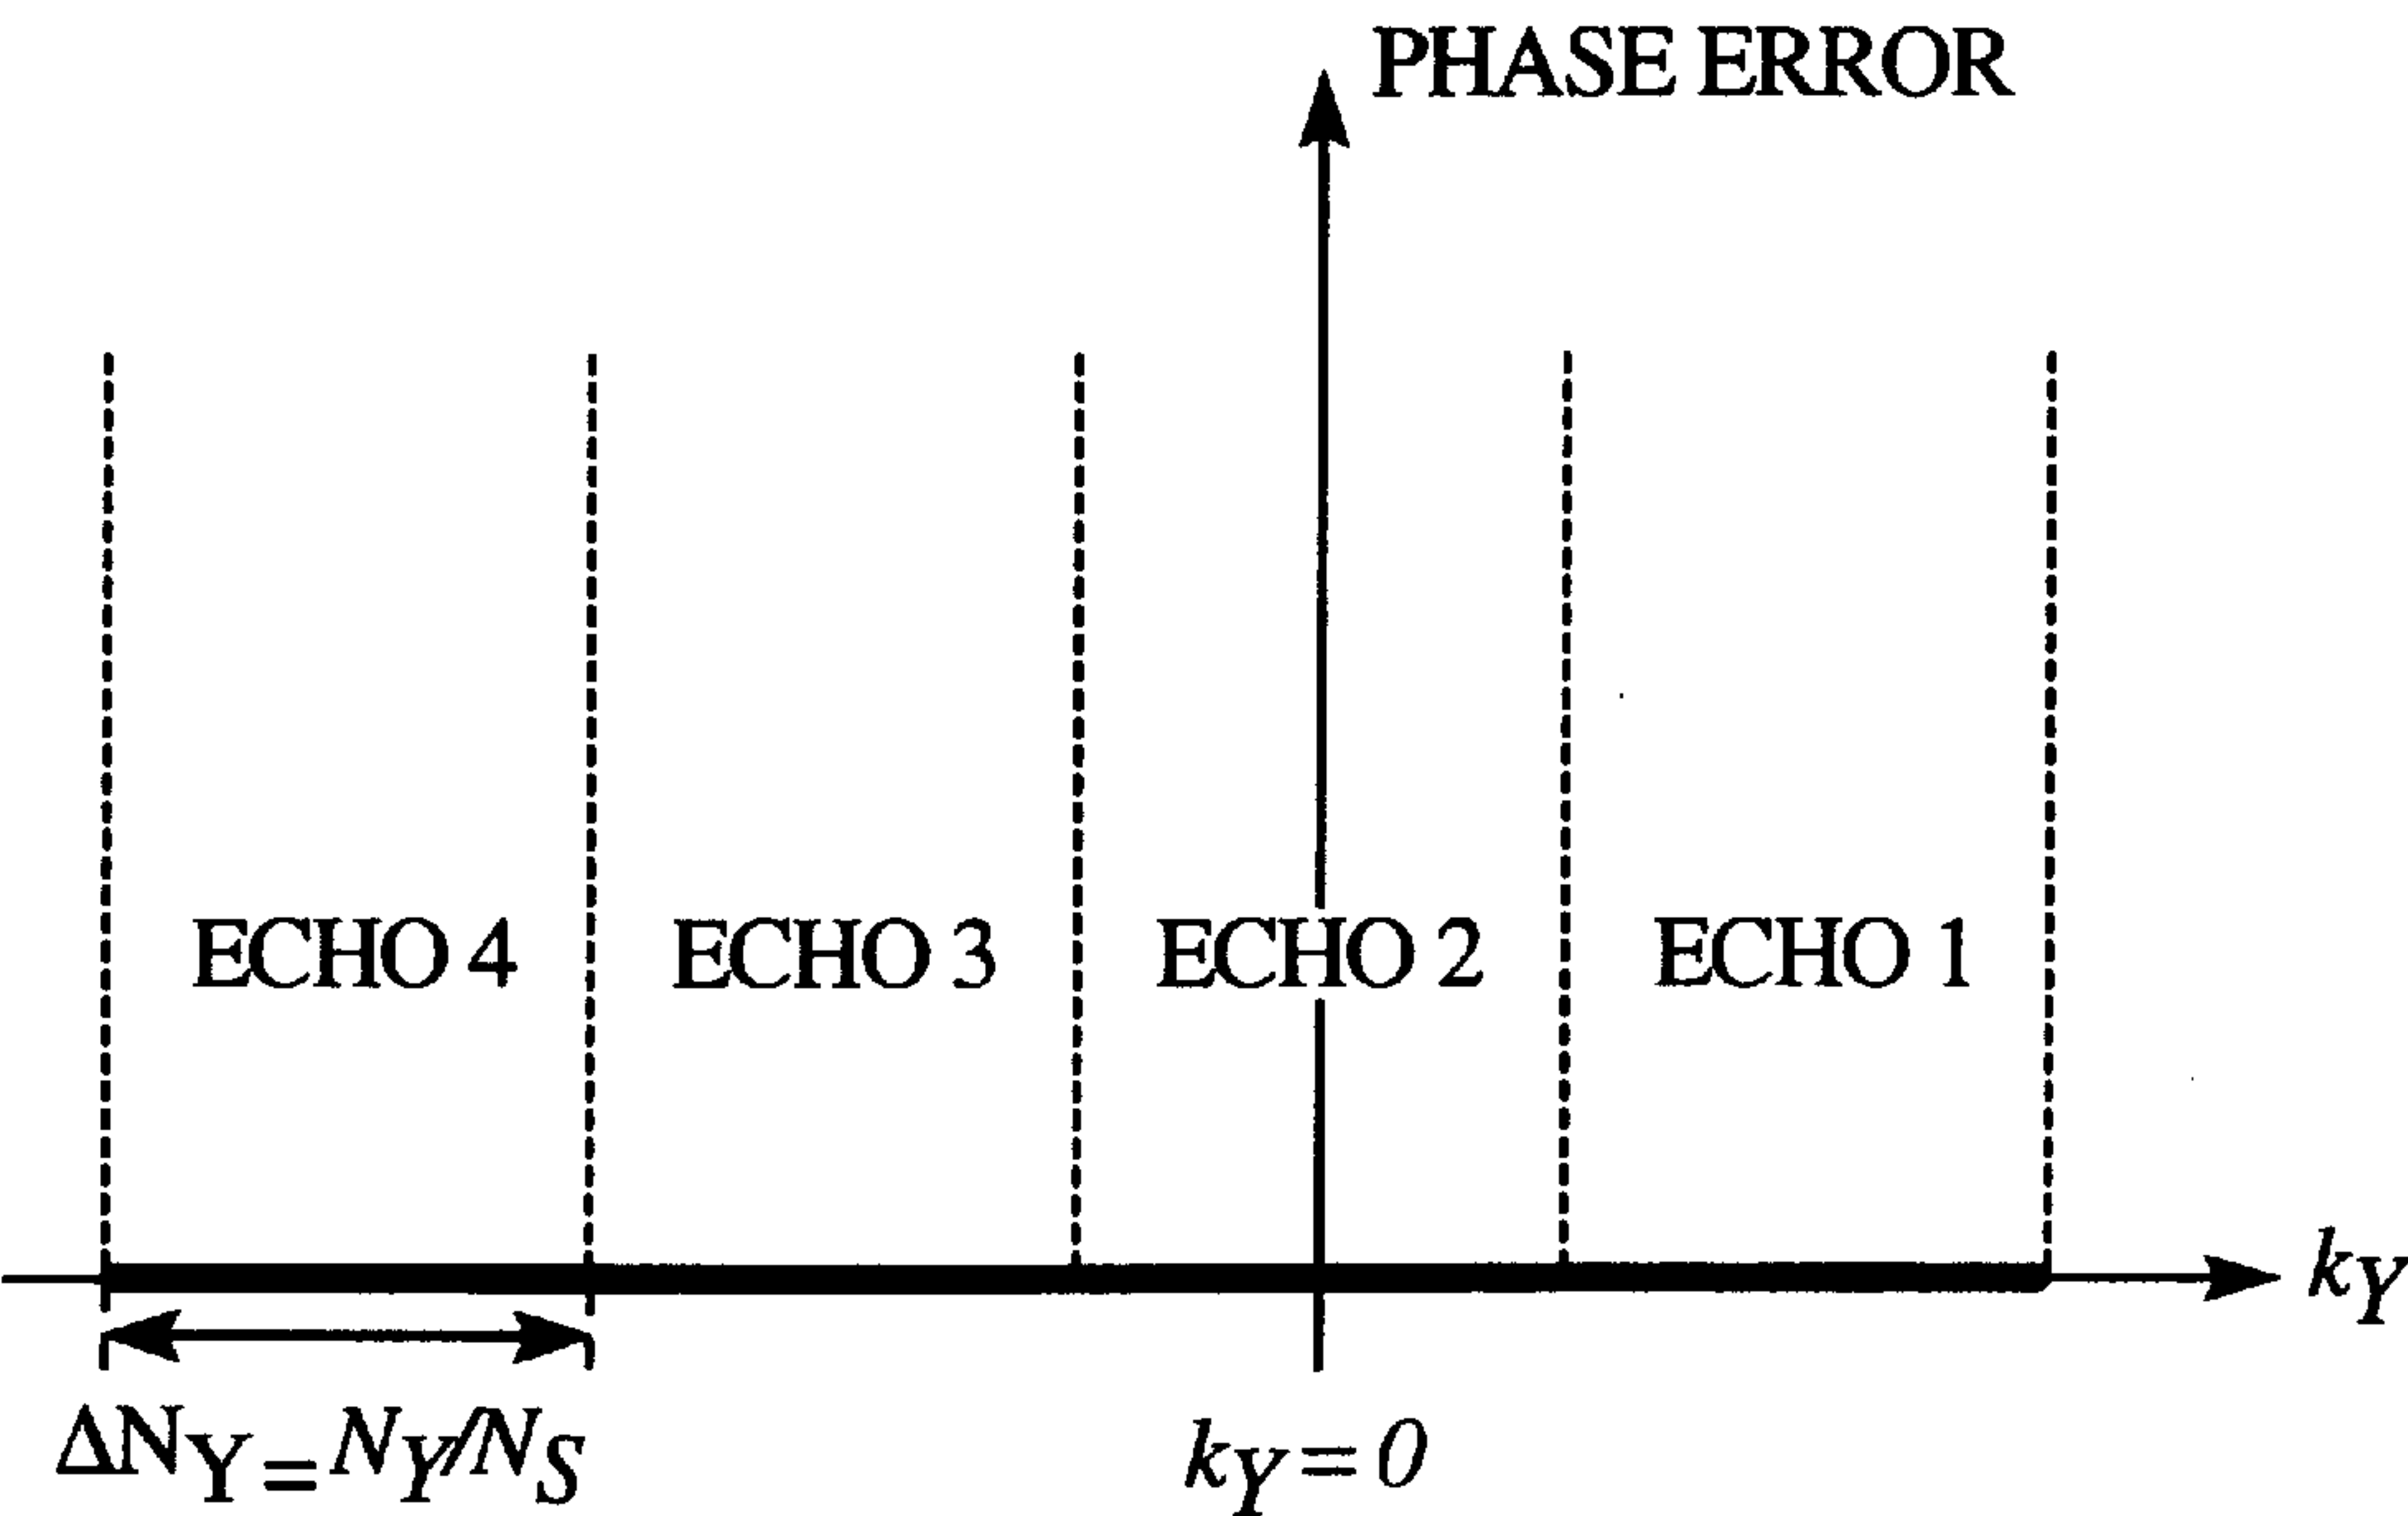 PHASE ERROR
ECHO 4 ECHO 3 ECHO 2 ECHO 1
kY
ΔNY=NY/NS
kY=0